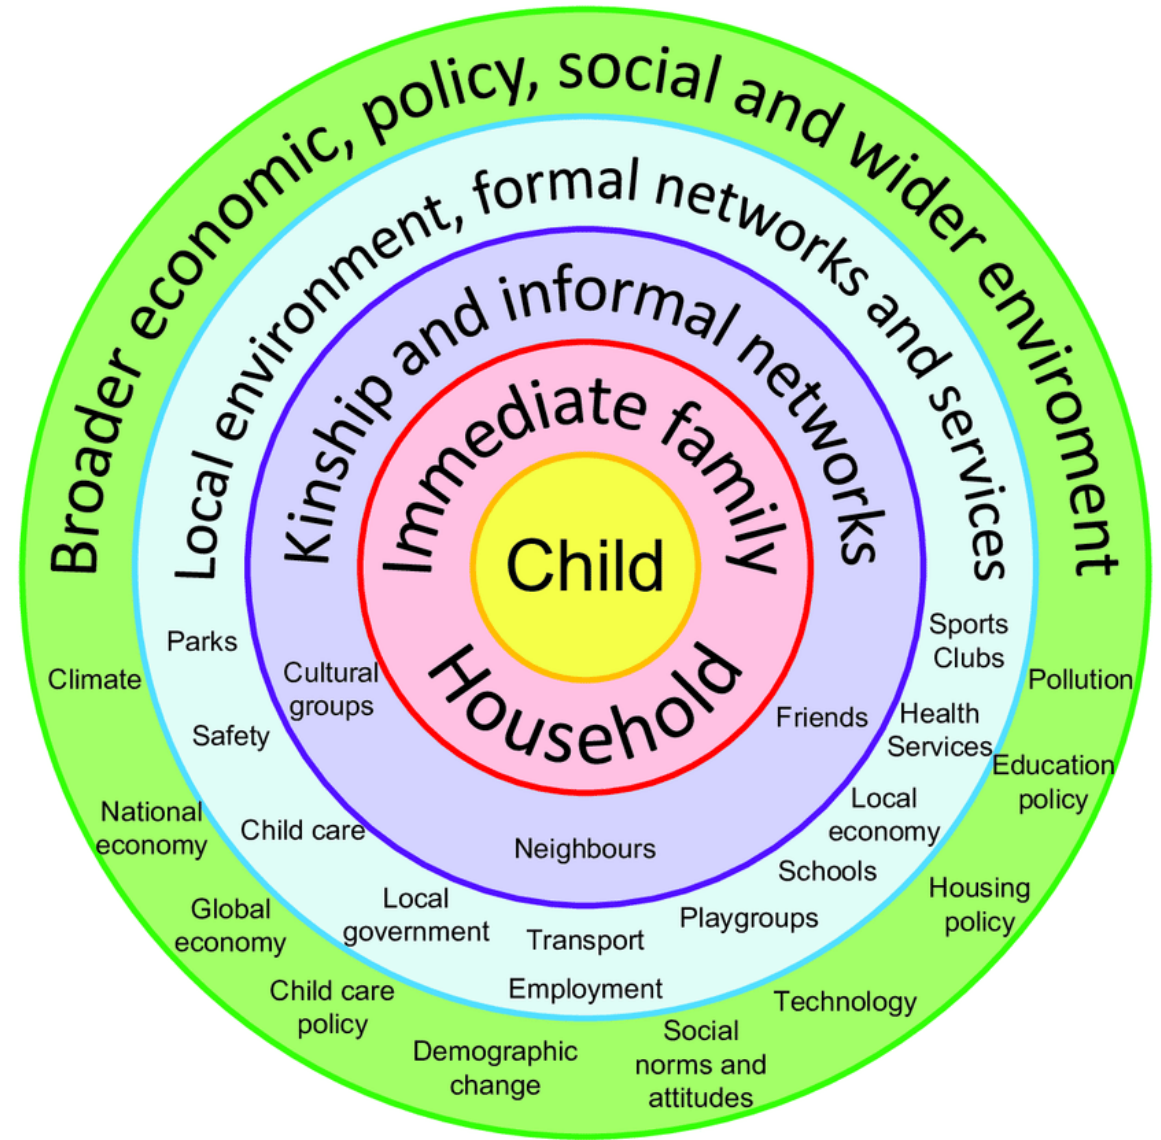 Broader economic, policy, social and wider enviroment
Local environment, formal networks and services
Kinship and informal networks
Immediate family
Child
Household
Parks
Climate
Cultural
groups
Safety
National
economy
Child care
Global
economy
Local
government
Child care
policy
Neighbours
Transport
Employment
Demographic
change
Social
norms and
attitudes
Technology
Playgroups
Schools
Local
economy
Housing
policy
Friends
Health
Services
Education
policy
Sports
Clubs
Pollution